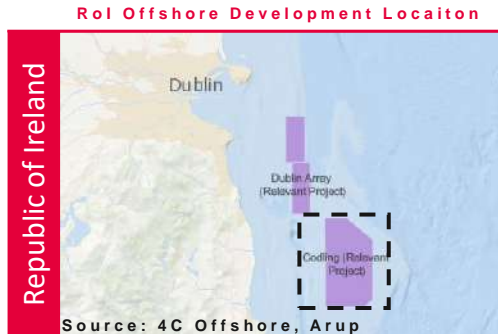 RoI Offshore Development Locaiton
Republic of Ireland
Dublin
Dublin Array
(Relevant Project)
Codling (Relevant
Project)
Source: 4C Offshore, Arup